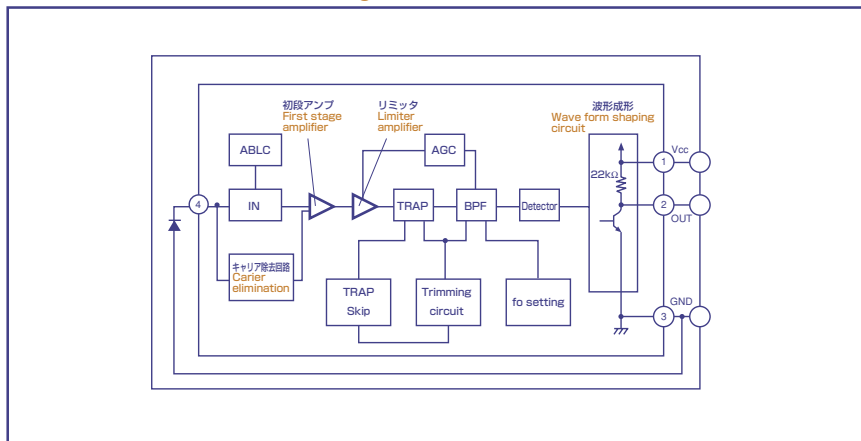 初段アンプ
First stage
amplifier
リミッタ
Limiter
amplifier
波形成形
Wave form shaping
circuit
ABLC
AGC
22kΩ
1
Vcc
4
IN
TRAP
BPF
Detector
2
OUT
キャリア除去回路
Carier
elimination
TRAP
Skip
Trimming
circuit
fo setting
GND
3